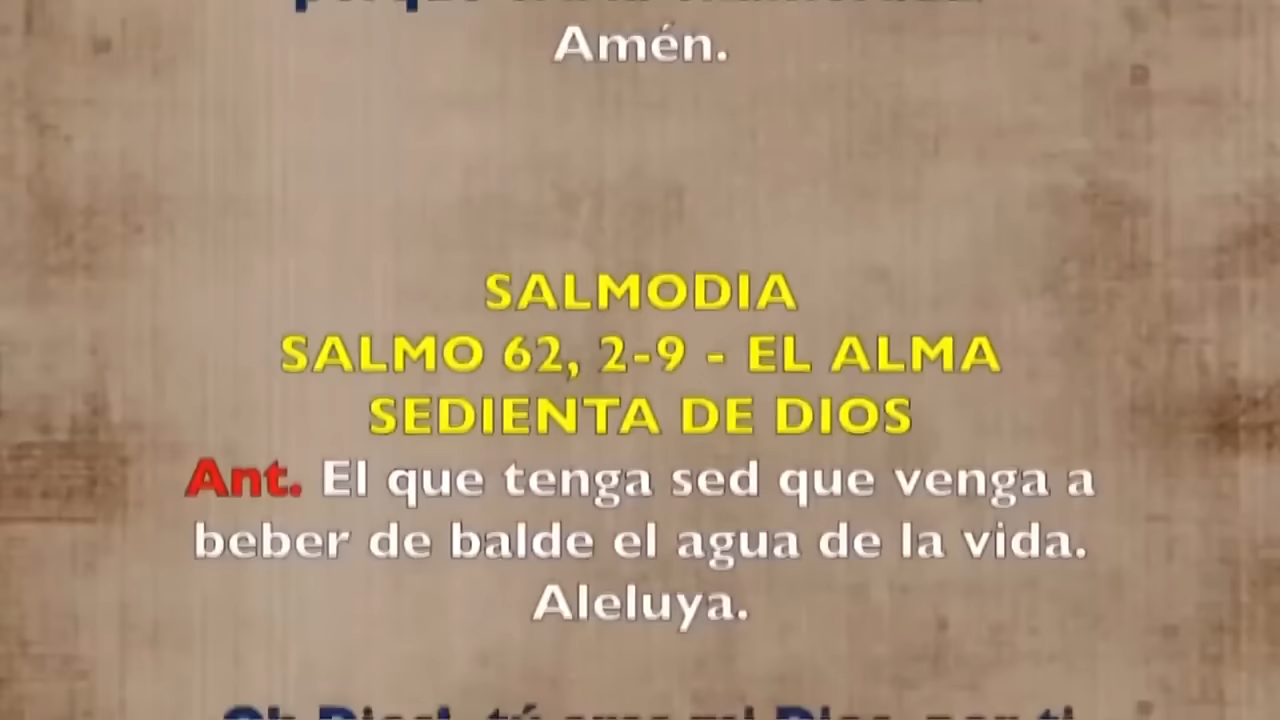 Amén.
SALMODIA
SALMO 62, 2-9 - EL ALMA
SEDIENTA DE DIOS
Ant. El que tenga sed que venga a
beber de balde el agua de la vida.
Aleluya.